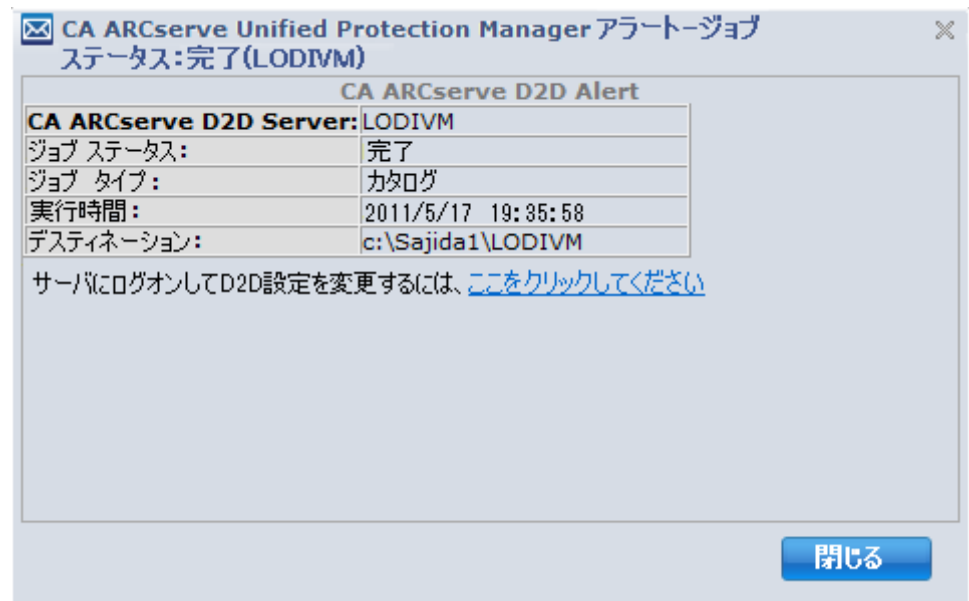 CA ARCserve Unified Protection Manager アラート-ジョブ
ステータス:完了(LODIVM)
CA ARCserve D2D Alert
CA ARCserve D2D Server: LODIVM
ジョブ ステータス: 完了
ジョブ タイプ: カタログ
実行時間: 2011/5/17 19:35:58
デスティネーション: c:\Sajida1\LODIVM
サーバにログオンしてD2D設定を変更するには、ここをクリックしてください
閉じる